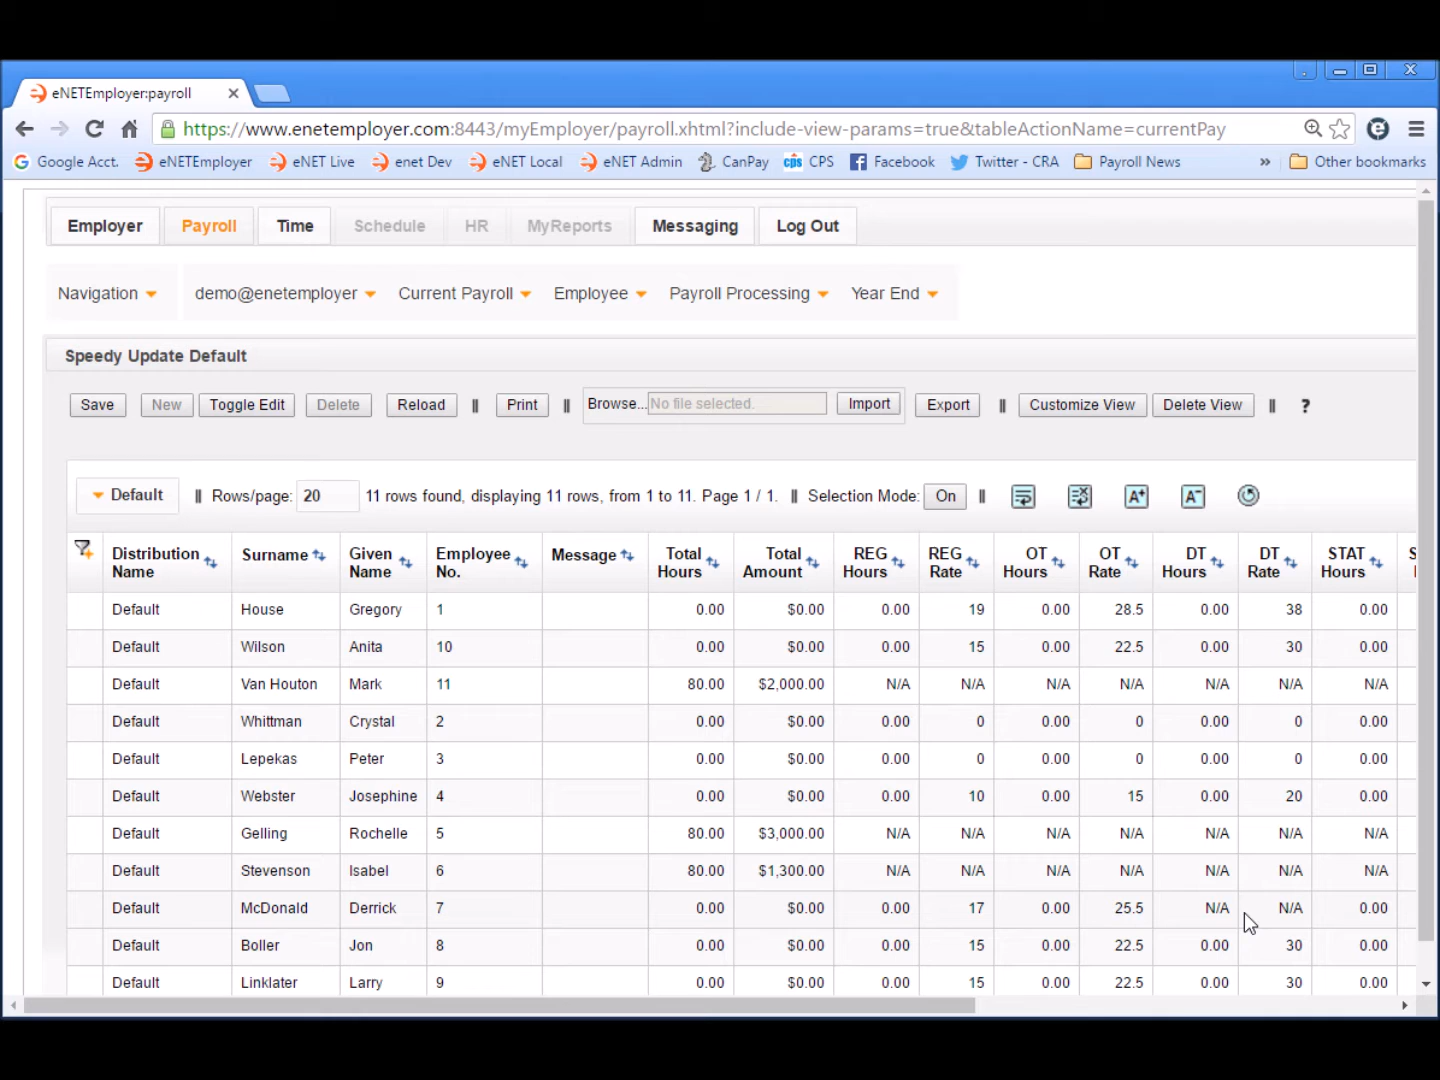 eNETEmployer:payroll
https://www.enetemployer.com:8443/myEmployer/payroll.xhtml?include-view-params=true&tableActionName=currentPay
Google Acct. eNETEmployer eNET Live enet Dev eNET Local eNET Admin CanPay cps CPS Facebook Twitter - CRA Payroll News » Other bookmarks
Employer Payroll Time Schedule HR MyReports Messaging Log Out
Navigation demo@enetemployer Current Payroll Employee Payroll Processing Year End
Speedy Update Default
Save New Toggle Edit Delete Reload || Print || Browse... No file selected. Import Export || Customize View Delete View || ?
Default || Rows/page: 20 11 rows found, displaying 11 rows, from 1 to 11. Page 1 / 1. || Selection Mode: On || A+ A-
Distribution Name Surname Given Name Employee No. Message Total Hours Total Amount REG Hours REG Rate OT Hours OT Rate DT Hours DT Rate STAT Hours
Default House Gregory 1 0.00 $0.00 0.00 19 0.00 28.5 0.00 38 0.00
Default Wilson Anita 10 0.00 $0.00 0.00 15 0.00 22.5 0.00 30 0.00
Default Van Houton Mark 11 80.00 $2,000.00 N/A N/A N/A N/A N/A N/A N/A
Default Whittman Crystal 2 0.00 $0.00 0.00 0 0.00 0 0.00 0 0.00
Default Lepekas Peter 3 0.00 $0.00 0.00 0 0.00 0 0.00 0 0.00
Default Webster Josephine 4 0.00 $0.00 0.00 10 0.00 15 0.00 20 0.00
Default Gelling Rochelle 5 80.00 $3,000.00 N/A N/A N/A N/A N/A N/A N/A
Default Stevenson Isabel 6 80.00 $1,300.00 N/A N/A N/A N/A N/A N/A N/A
Default McDonald Derrick 7 0.00 $0.00 0.00 17 0.00 25.5 N/A N/A 0.00
Default Boller Jon 8 0.00 $0.00 0.00 15 0.00 22.5 0.00 30 0.00
Default Linklater Larry 9 0.00 $0.00 0.00 15 0.00 22.5 0.00 30 0.00